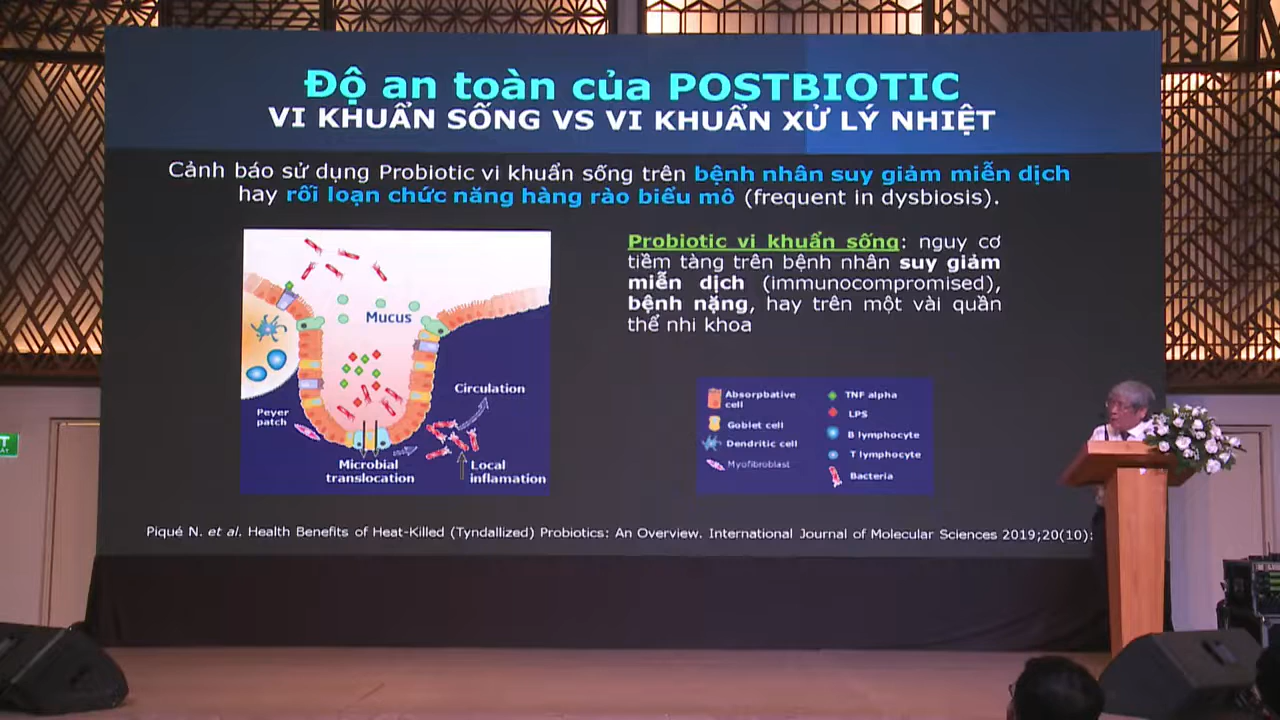 Độ an toàn của POSTBIOTIC
VI KHUẨN SỐNG VS VI KHUẨN XỬ LÝ NHIỆT
Cảnh báo sử dụng Probiotic vi khuẩn sống trên bệnh nhân suy giảm miễn dịch
hay rối loạn chức năng hàng rào biểu mô (frequent in dysbiosis).
Probiotic vi khuẩn sống: nguy cơ
tiềm tàng trên bệnh nhân suy giảm
miễn dịch (immunocompromised),
bệnh nặng, hay trên một vài quần
thể nhi khoa
Mucus
Circulation
Peyer
patch
Microbial
translocation
Local
inflamation
Absorpbative
cell
Goblet cell
Dendritic cell
Myofibroblast
TNF alpha
LPS
B lymphocyte
T lymphocyte
Bacteria
Piqué N. et al. Health Benefits of Heat-Killed (Tyndallized) Probiotics: An Overview. International Journal of Molecular Sciences 2019;20(10):